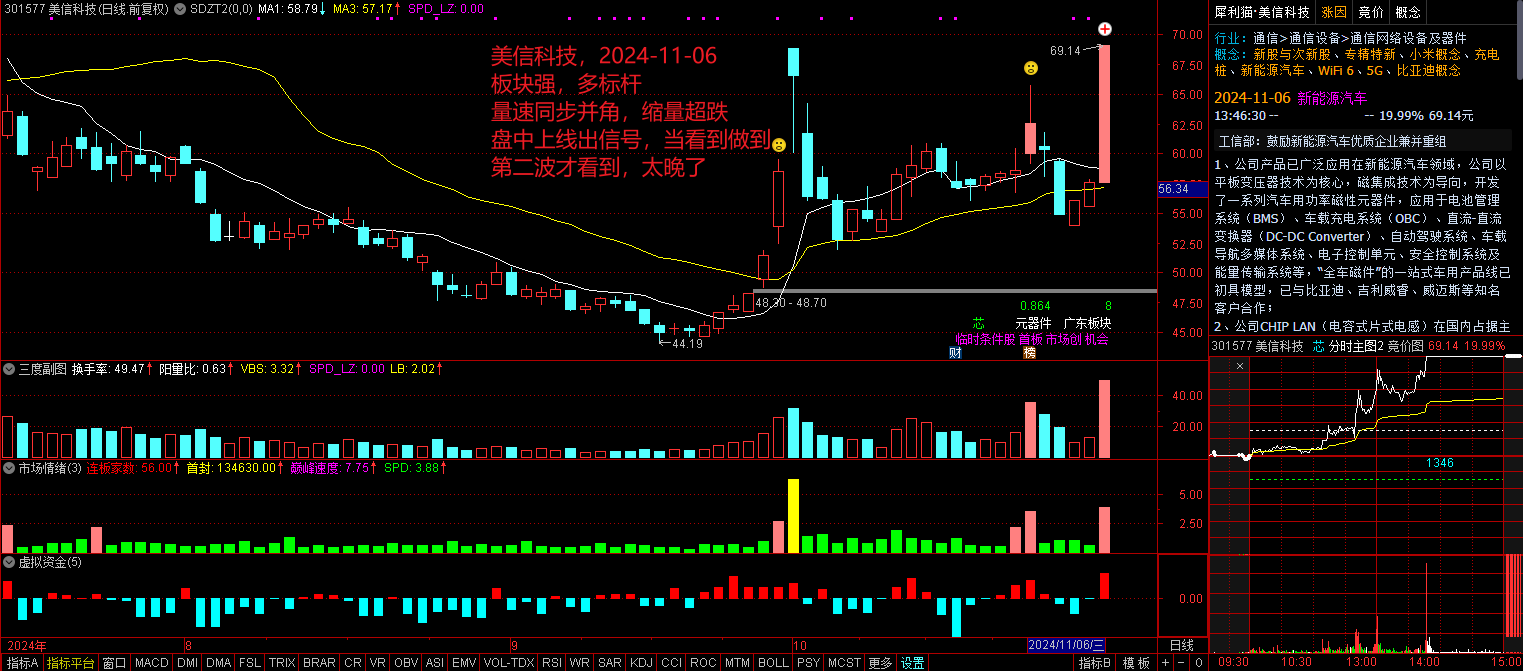 301577 美信科技(日线.前复权) SDZT2(0,0) MA1: 58.79↓ MA3: 57.17↑ SPD_LZ: 0.00
美信科技，2024-11-06
板块强，多标杆
量速同步并角，缩量超跌
盘中上线出信号，当看到做到
第二波才看到，太晚了
69.14
70.00
67.50
65.00
62.50
60.00
56.34
55.00
52.50
50.00
47.50
45.00
48.30 - 48.70
44.19
0.864 8
芯 元器件 广东板块
临时条件股 首板 市场创 机会
财 榜
三度副图 换手率: 49.47↑ 阳量比: 0.63↑ VBS: 3.32↑ SPD_LZ: 0.00 LB: 2.02↑
40.00
20.00
市场情绪(3) 连板家数: 56.00↑ 首封: 134630.00↑ 巅峰速度: 7.75↑ SPD: 3.88↑
5.00
2.50
虚拟资金(5)
0.00
2024年 8 9 10 2024/11/06/三 日线
指标A 指标平台 窗口 MACD DMI DMA FSL TRIX BRAR CR VR OBV ASI EMV VOL-TDX RSI WR SAR KDJ CCI ROC MTM BOLL PSY MCST 更多 设置 指标B 模板 + -
犀利猫·美信科技 涨因 竞价 概念
行业: 通信>通信设备>通信网络设备及器件
概念: 新股与次新股、专精特新、小米概念、充电
桩、新能源汽车、WiFi 6、5G、比亚迪概念
2024-11-06 新能源汽车
13:46:30 -- -- 19.99% 69.14元
工信部：鼓励新能源汽车优质企业兼并重组
1、公司产品已广泛应用在新能源汽车领域，公司以
平板变压器技术为核心，磁集成技术为导向，开发
了一系列汽车用功率磁性元器件，应用于电池管理
系统（BMS）、车载充电系统（OBC）、直流-直流
变换器（DC-DC Converter）、自动驾驶系统、车载
导航多媒体系统、电子控制单元、安全控制系统及
能量传输系统等，“全车磁件”的一站式车用产品线已
初具模型，已与比亚迪、吉利威睿、威迈斯等知名
客户合作；
2、公司CHIP LAN（电容式片式电感）在国内占据主
301577 美信科技 芯 分时主图2 竞价图 69.14 19.99%
×
1346
09:30 10:30 13:00 14:00 15:00